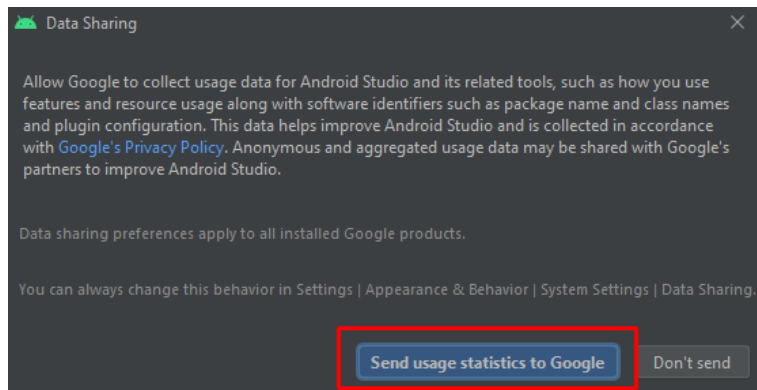 Data Sharing
Allow Google to collect usage data for Android Studio and its related tools, such as how you use
features and resource usage along with software identifiers such as package name and class names
and plugin configuration. This data helps improve Android Studio and is collected in accordance
with Google's Privacy Policy. Anonymous and aggregated usage data may be shared with Google's
partners to improve Android Studio.
Data sharing preferences apply to all installed Google products.
You can always change this behavior in Settings | Appearance & Behavior | System Settings | Data Sharing.
Send usage statistics to Google
Don't send